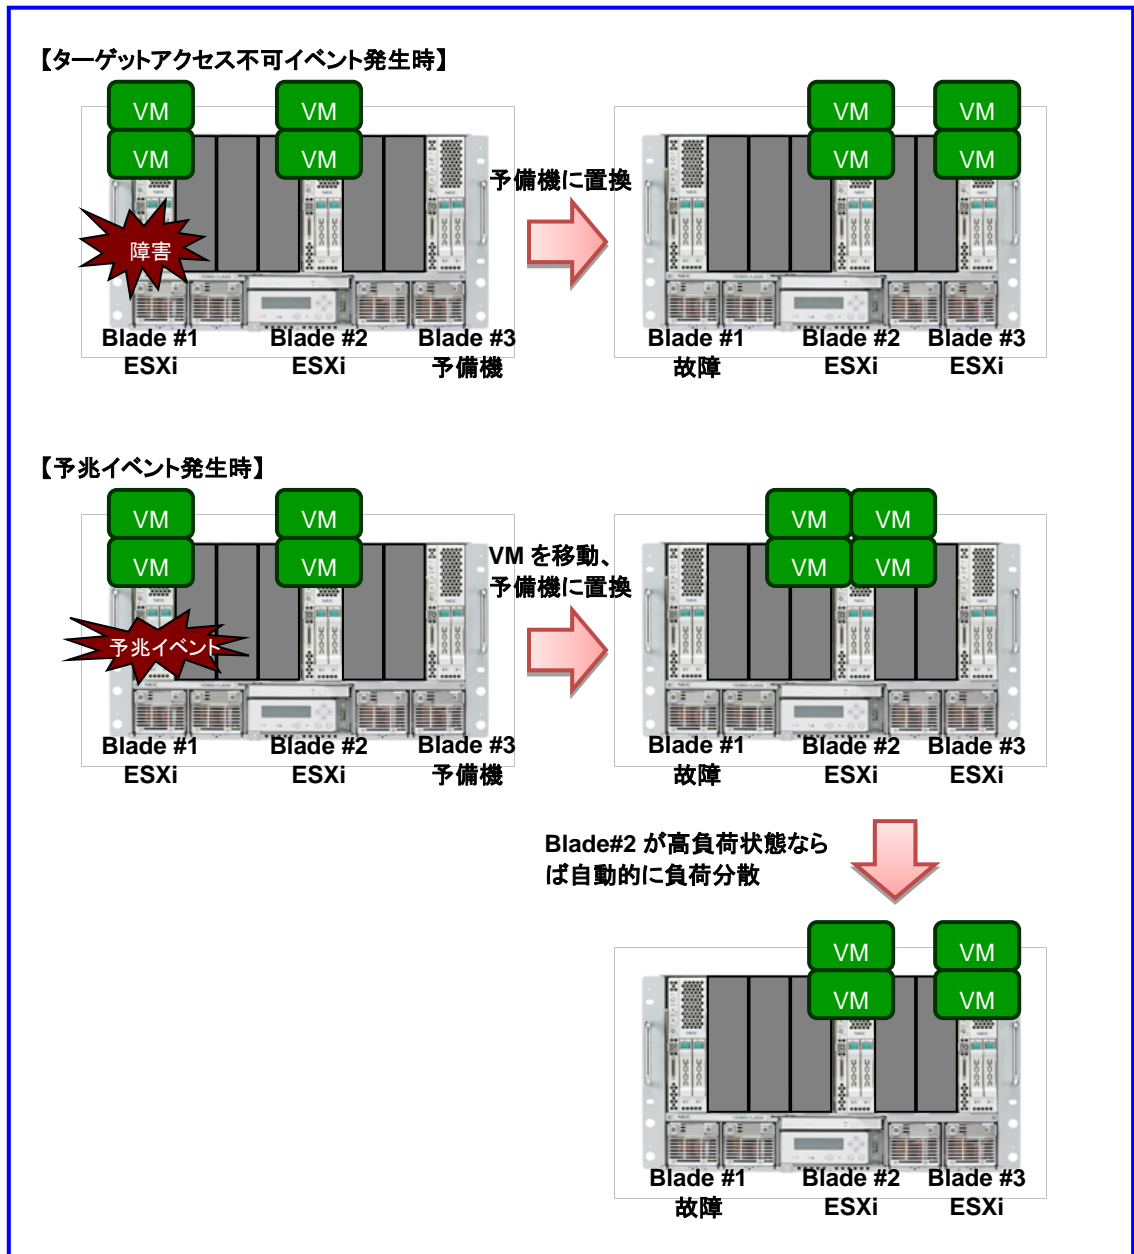 【ターゲットアクセス不可イベント発生時】
VM
VM
VM
VM
障害
Blade #1
ESXi
Blade #2
ESXi
Blade #3
予備機
予備機に置換
VM
VM
VM
VM
Blade #1
故障
Blade #2
ESXi
Blade #3
ESXi
【予兆イベント発生時】
VM
VM
VM
VM
予兆イベント
Blade #1
ESXi
Blade #2
ESXi
Blade #3
予備機
VM を移動、
予備機に置換
VM
VM
VM
VM
Blade #1
故障
Blade #2
ESXi
Blade #3
ESXi
Blade#2 が高負荷状態なら
ば自動的に負荷分散
VM
VM
VM
VM
Blade #1
故障
Blade #2
ESXi
Blade #3
ESXi